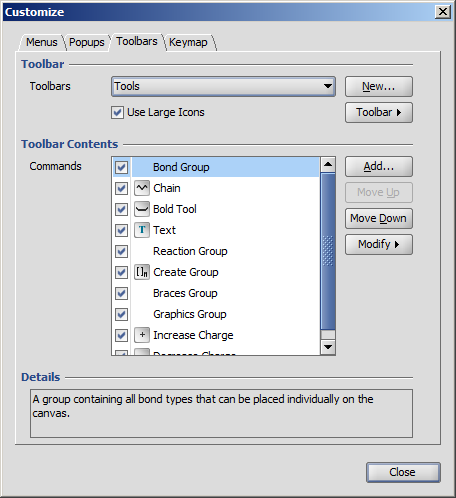 Customize
Menus Popups Toolbars Keymap
Toolbar
Toolbars Tools New...
Use Large Icons Toolbar
Toolbar Contents
Commands Bond Group Add...
Chain Move Up
Bold Tool Move Down
T Text Modify
Reaction Group
[]n Create Group
Braces Group
Graphics Group
+ Increase Charge
Decrease Charge
Details
A group containing all bond types that can be placed individually on the
canvas.
Close